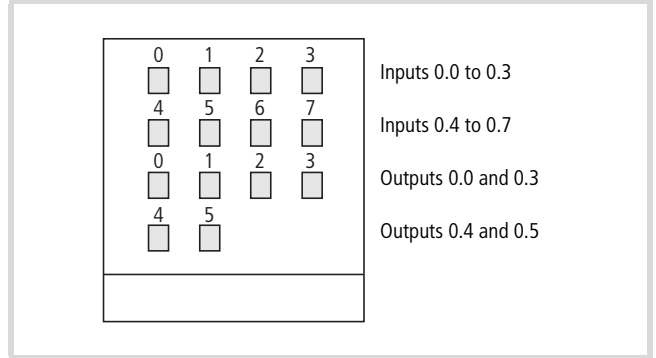 0 1 2 3 Inputs 0.0 to 0.3
4 5 6 7 Inputs 0.4 to 0.7
0 1 2 3 Outputs 0.0 and 0.3
4 5 Outputs 0.4 and 0.5